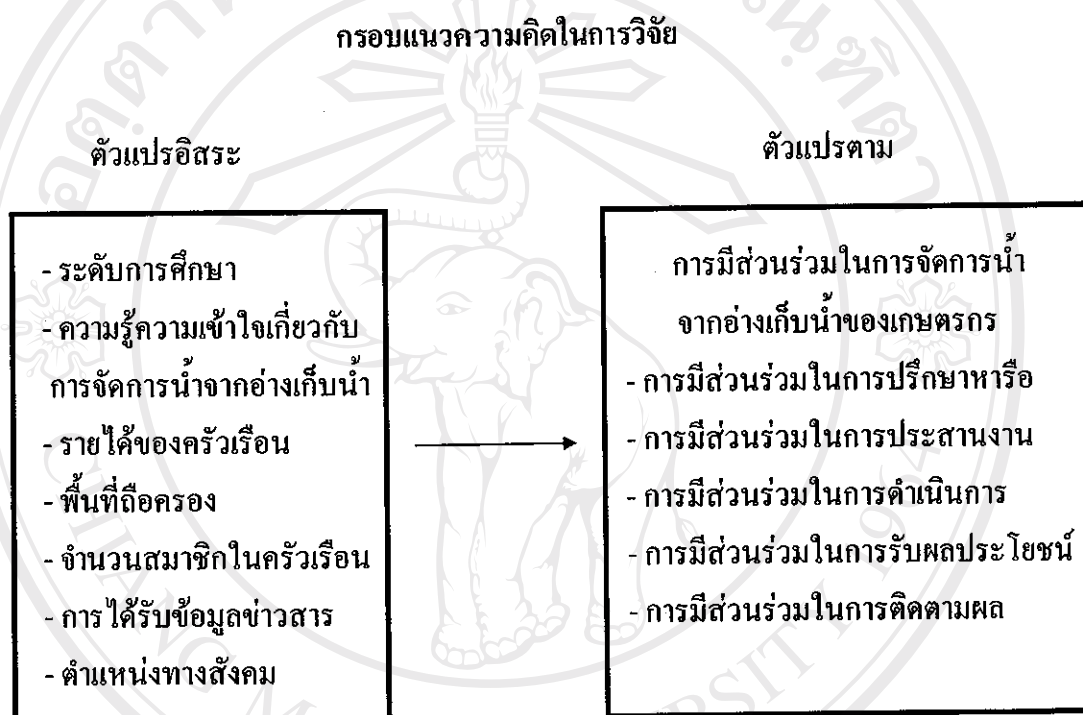 กรอบแนวความคิดในการวิจัย
ตัวแปรอิสระ
- ระดับการศึกษา
- ความรู้ความเข้าใจเกี่ยวกับ
การจัดการน้ำจากอ่างเก็บน้ำ
- รายได้ของครัวเรือน
- พื้นที่ถือครอง
- จำนวนสมาชิกในครัวเรือน
- การได้รับข้อมูลข่าวสาร
- ตำแหน่งทางสังคม
ตัวแปรตาม
การมีส่วนร่วมในการจัดการน้ำ
จากอ่างเก็บน้ำของเกษตรกร
- การมีส่วนร่วมในการปรึกษาหารือ
- การมีส่วนร่วมในการประสานงาน
- การมีส่วนร่วมในการดำเนินการ
- การมีส่วนร่วมในการรับผลประโยชน์
- การมีส่วนร่วมในการติดตามผล